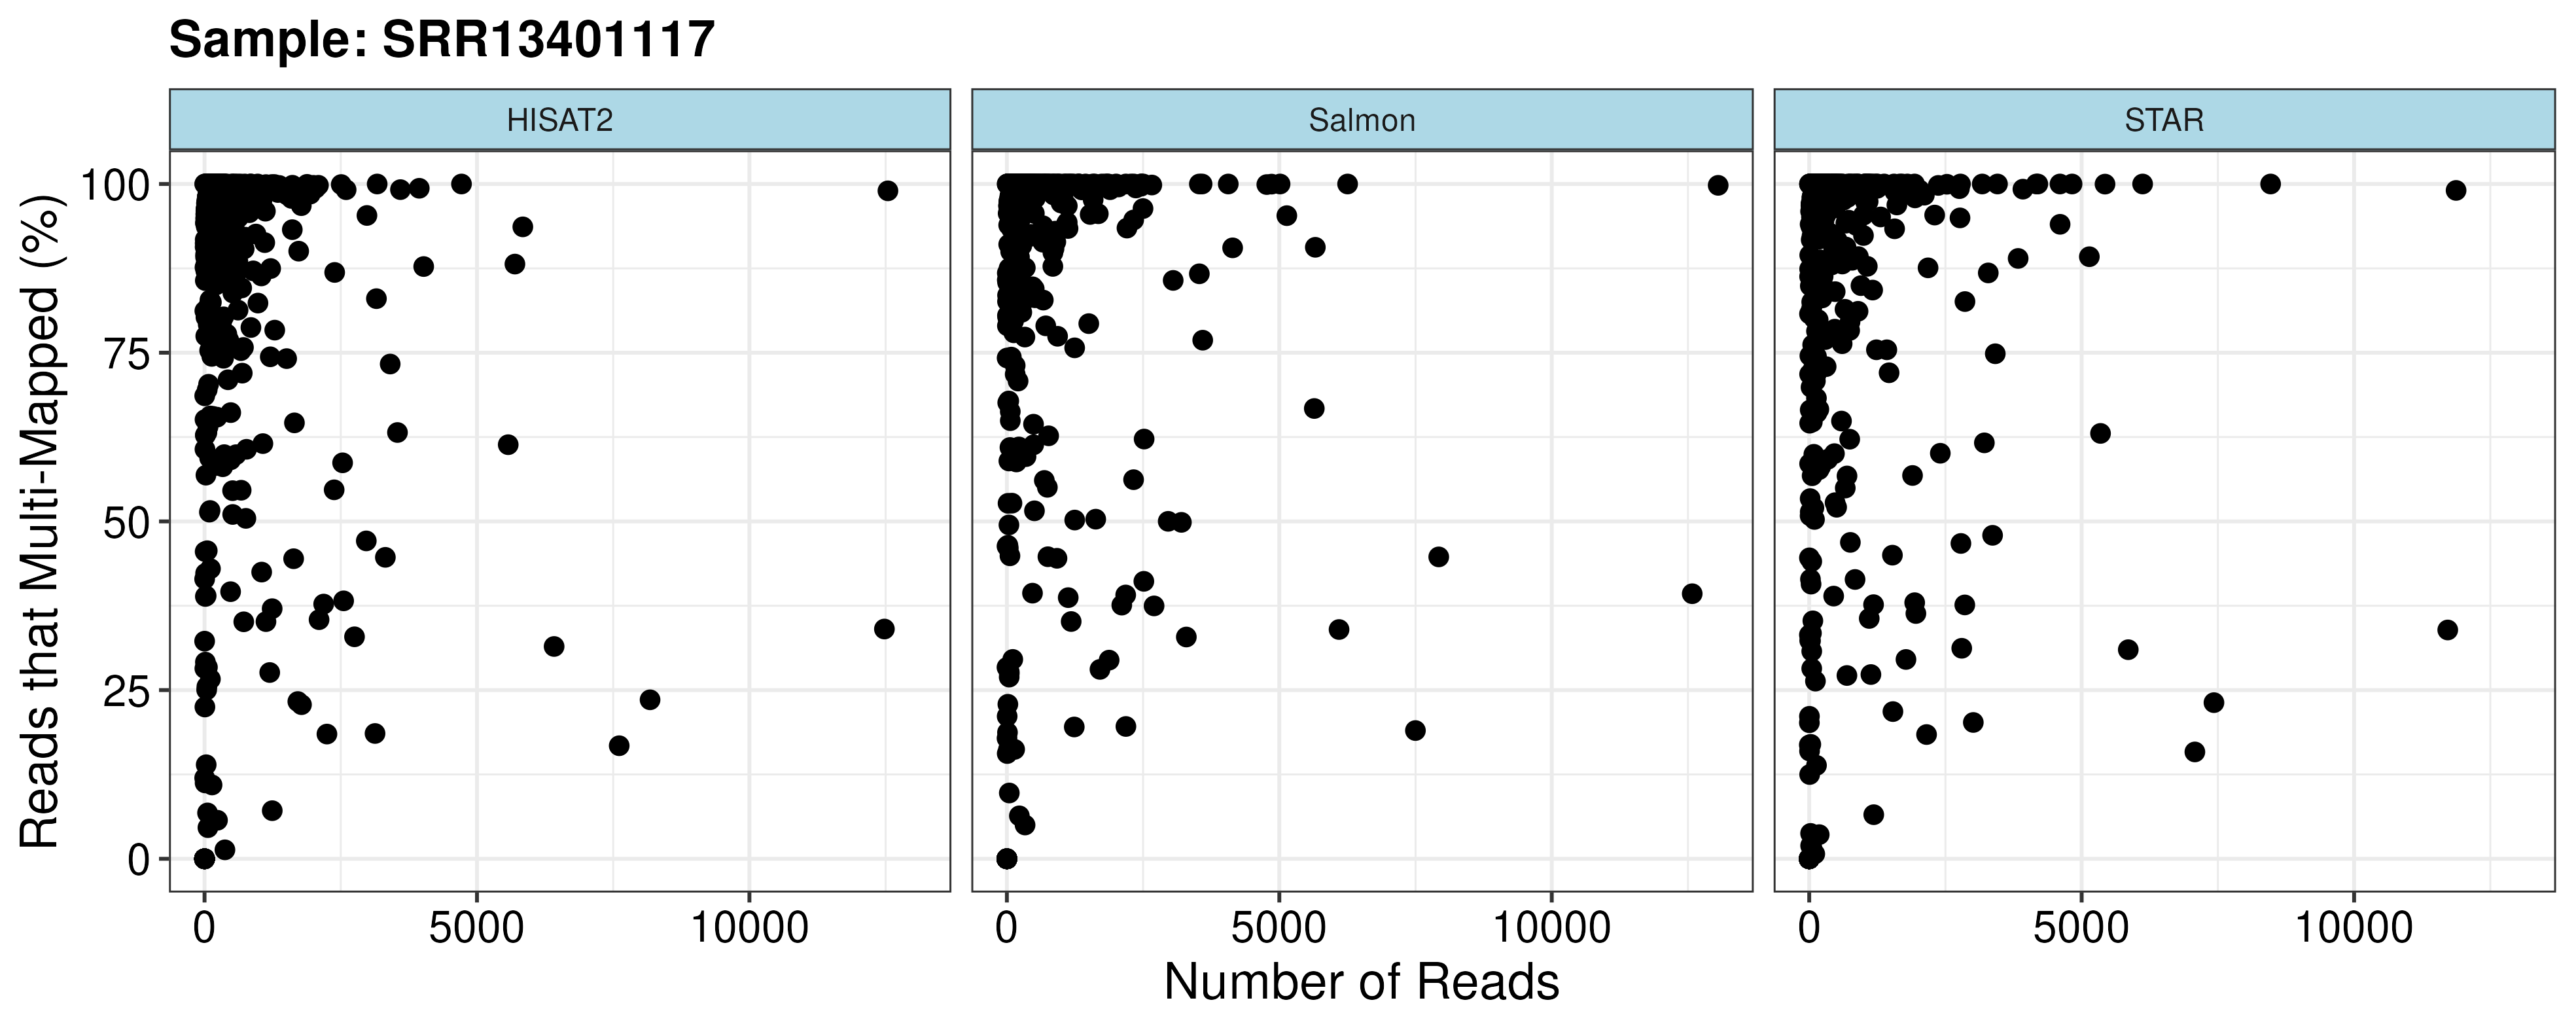 Sample: SRR13401117
HISAT2 Salmon STAR
Reads that Multi-Mapped (%)
100
75
50
25
0
0 5000 10000 0 5000 10000 0 5000 10000
Number of Reads